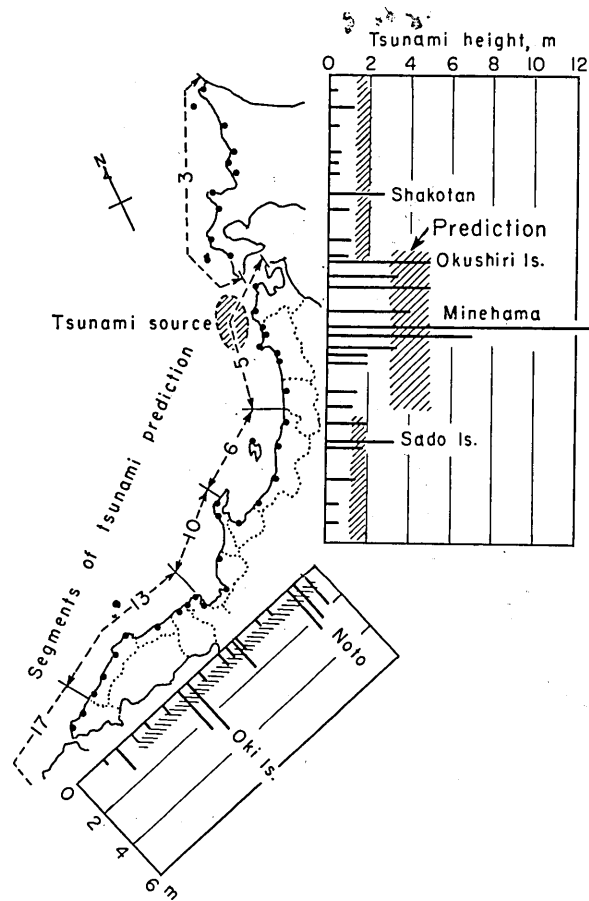 Tsunami height, m
0 2 4 6 8 10 12
N
3
Shakotan
Prediction
Okushiri Is.
Minehama
Tsunami source
5
6
Sado Is.
10
13
17
Segments of tsunami prediction
Noto
Oki Is.
0
2
4
6 m